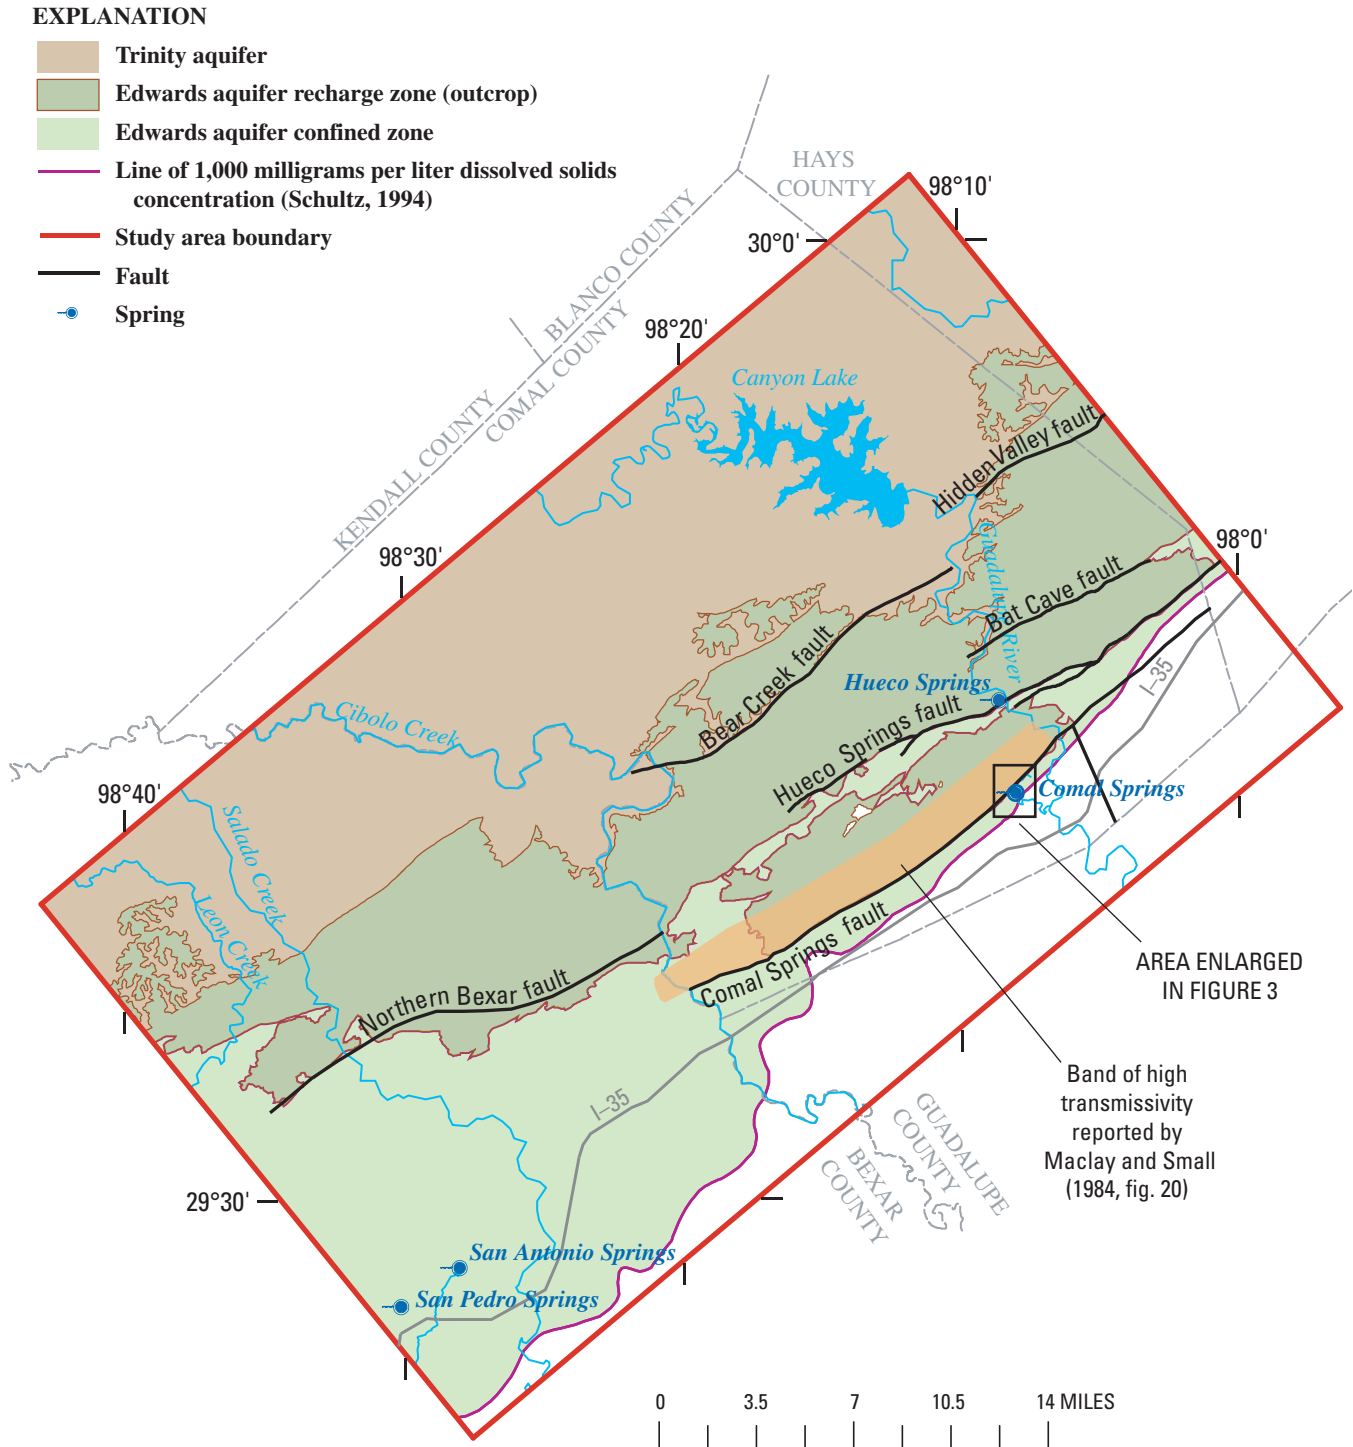 EXPLANATION
Trinity aquifer
Edwards aquifer recharge zone (outcrop)
Edwards aquifer confined zone
Line of 1,000 milligrams per liter dissolved solids
concentration (Schultz, 1994)
Study area boundary
Fault
Spring
HAYS
COUNTY
98°10'
30°0'
BLANCO COUNTY
COMAL COUNTY
KENDALL COUNTY
98°20'
Canyon Lake
Hidden Valley fault
98°30'
98°0'
Guadalupe River
Bat Cave fault
Bear Creek fault
Hueco Springs
Hueco Springs fault
I–35
Cibolo Creek
98°40'
Comal Springs
Salado Creek
Leon Creek
Comal Springs fault
Northern Bexar fault
AREA ENLARGED
IN FIGURE 3
Band of high
transmissivity
reported by
Maclay and Small
(1984, fig. 20)
I–35
GUADALUPE
COUNTY
BEXAR
COUNTY
29°30'
San Antonio Springs
San Pedro Springs
0 3.5 7 10.5 14 MILES